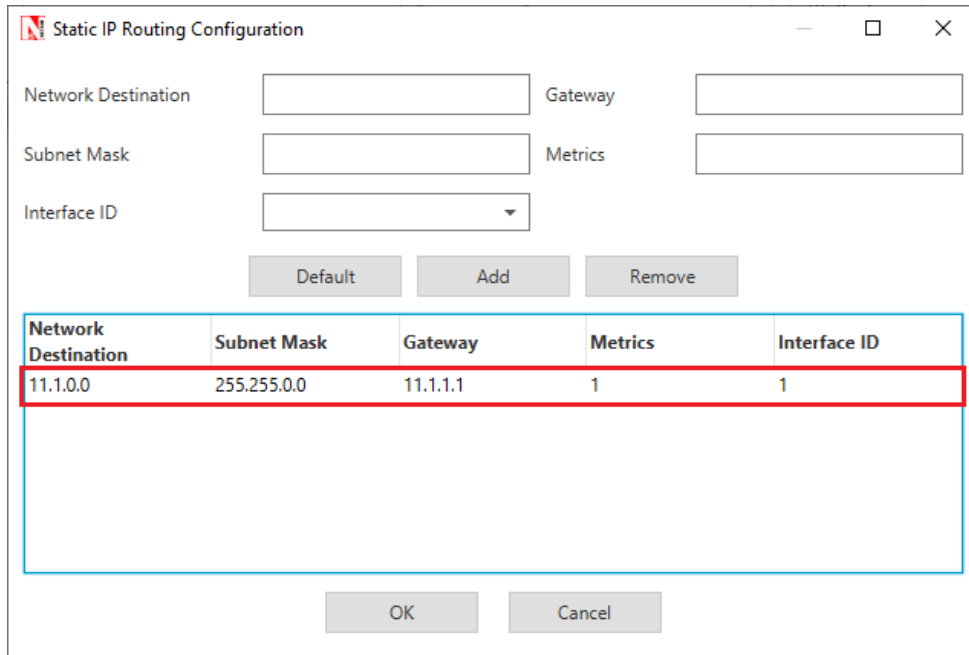 Static IP Routing Configuration
Network Destination
Gateway
Subnet Mask
Metrics
Interface ID
Default Add Remove
Network Destination Subnet Mask Gateway Metrics Interface ID
11.1.0.0 255.255.0.0 11.1.1.1 1 1
OK Cancel